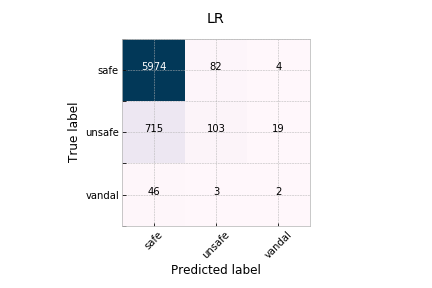 LR
True label
safe 5974 82 4
unsafe 715 103 19
vandal 46 3 2
safe unsafe vandal
Predicted label